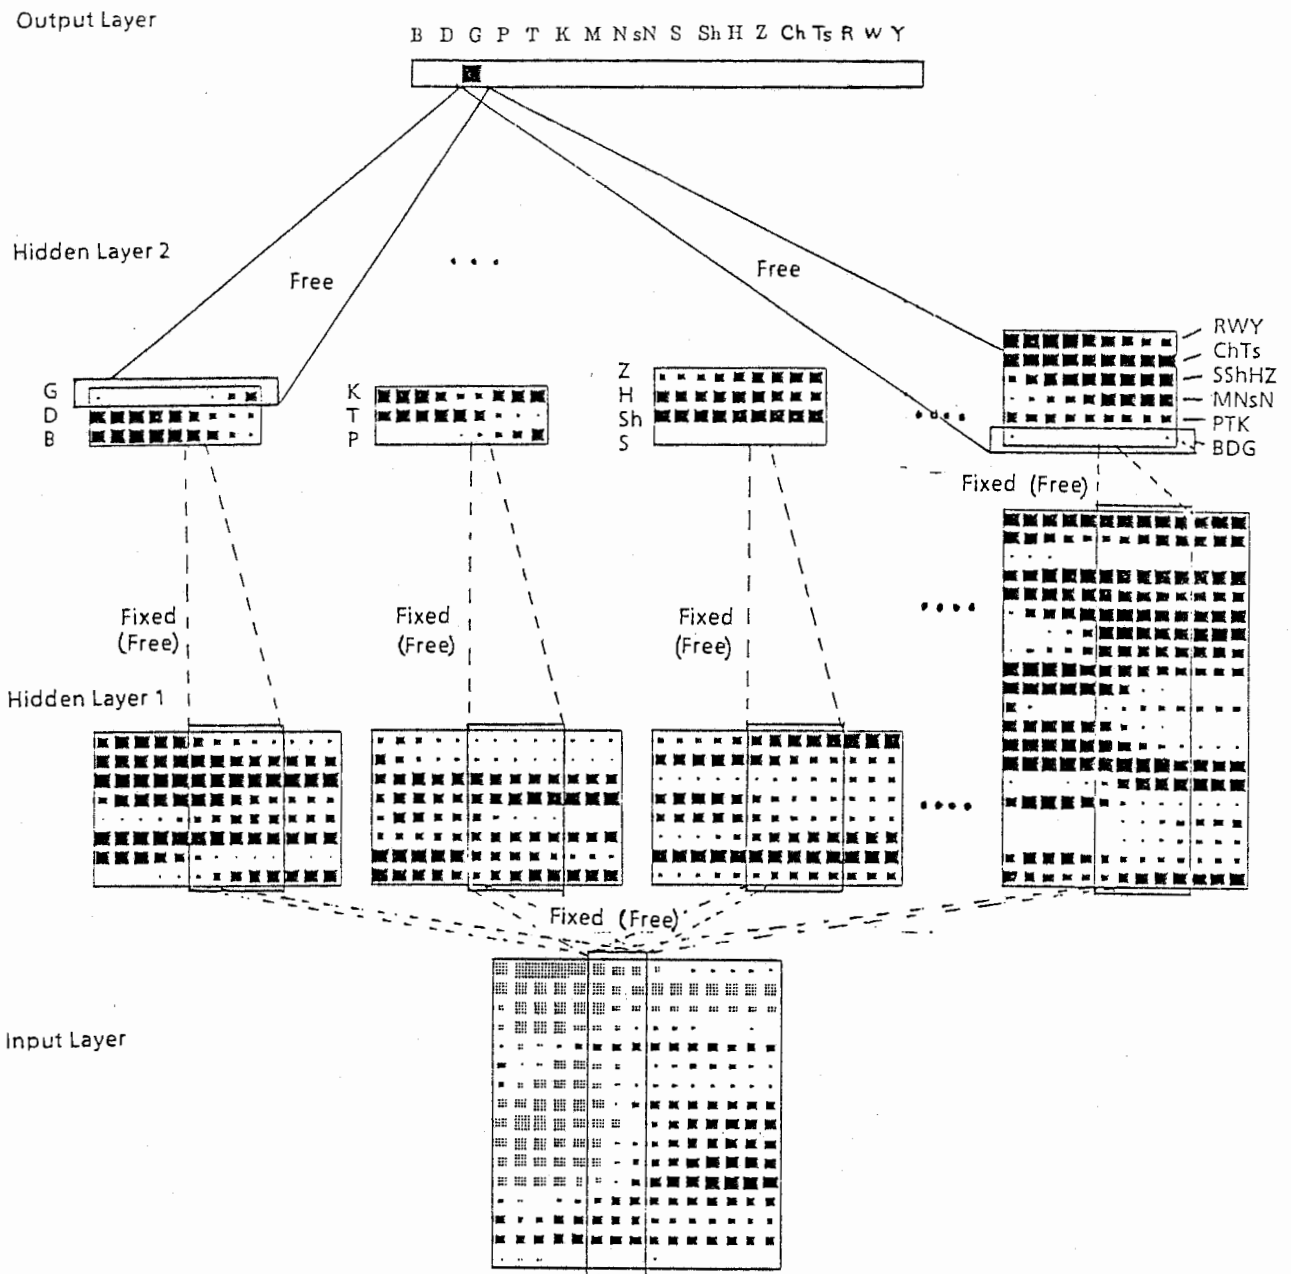 Output Layer
B D G P T K M N sN S Sh H Z Ch Ts R W Y
Hidden Layer 2
Free
Free
RWY
ChTs
SShHZ
MNsN
PTK
BDG
G
D
B
K
T
P
Z
H
Sh
S
Fixed (Free)
Fixed
(Free)
Fixed
(Free)
Fixed
(Free)
Hidden Layer 1
Fixed (Free)
Input Layer